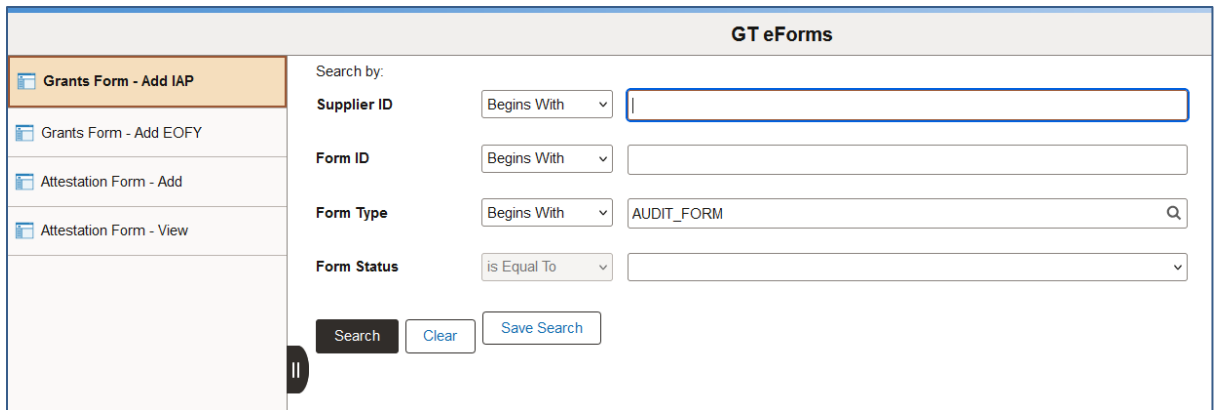 GT eForms
Grants Form - Add IAP
Grants Form - Add EOFY
Attestation Form - Add
Attestation Form - View
Search by:
Supplier ID Begins With
Form ID Begins With
Form Type Begins With AUDIT_FORM
Form Status is Equal To
Search Clear Save Search